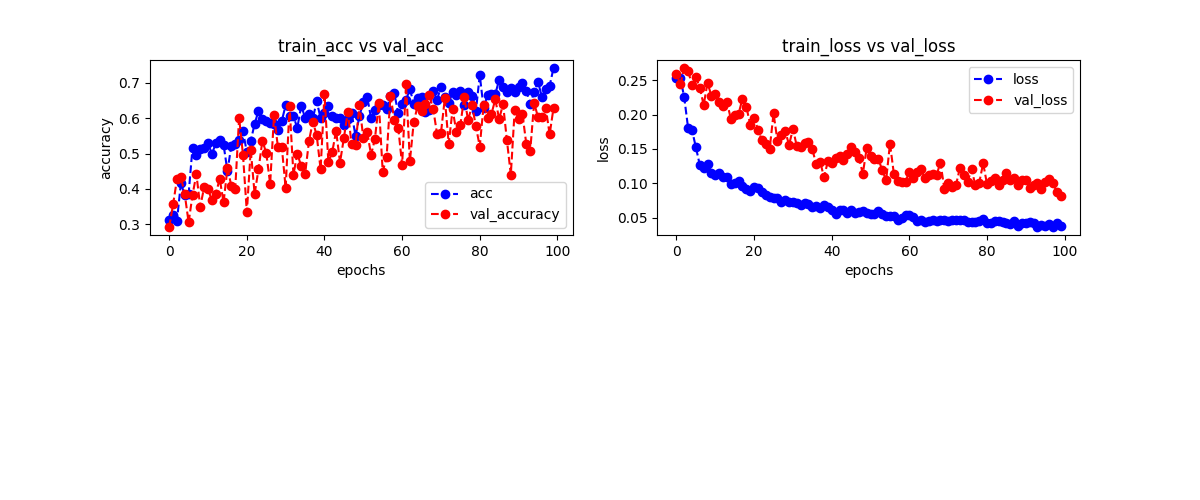 train_acc vs val_acc
accuracy
0.7
0.6
0.5
0.4
0.3
acc
val_accuracy
0 20 40 60 80 100
epochs
train_loss vs val_loss
loss
0.25
0.20
0.15
0.10
0.05
loss
val_loss
0 20 40 60 80 100
epochs